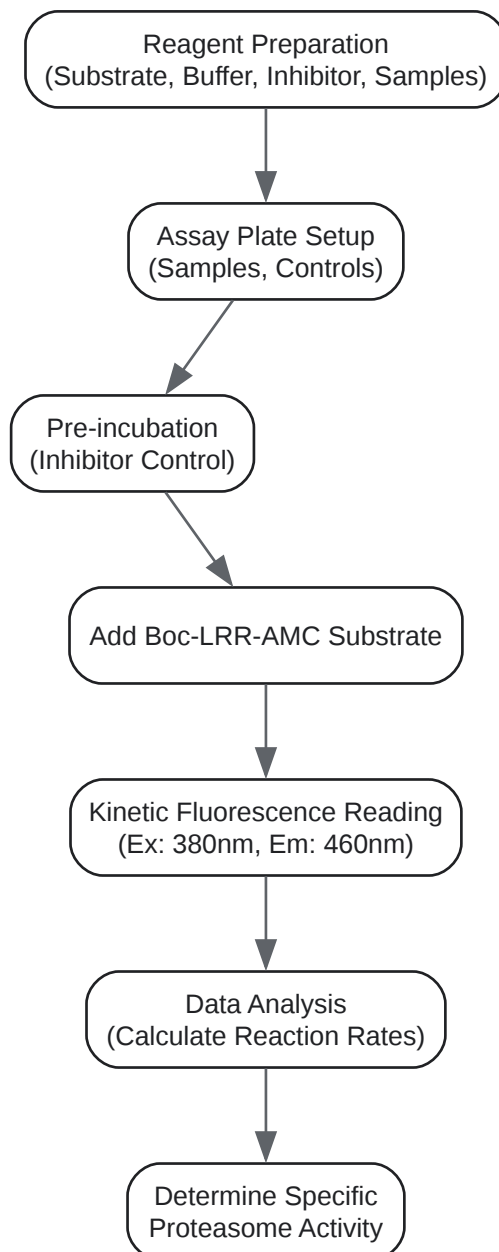 Reagent Preparation
(Substrate, Buffer, Inhibitor, Samples)
Assay Plate Setup
(Samples, Controls)
Pre-incubation
(Inhibitor Control)
Add Boc-LRR-AMC Substrate
Kinetic Fluorescence Reading
(Ex: 380nm, Em: 460nm)
Data Analysis
(Calculate Reaction Rates)
Determine Specific
Proteasome Activity